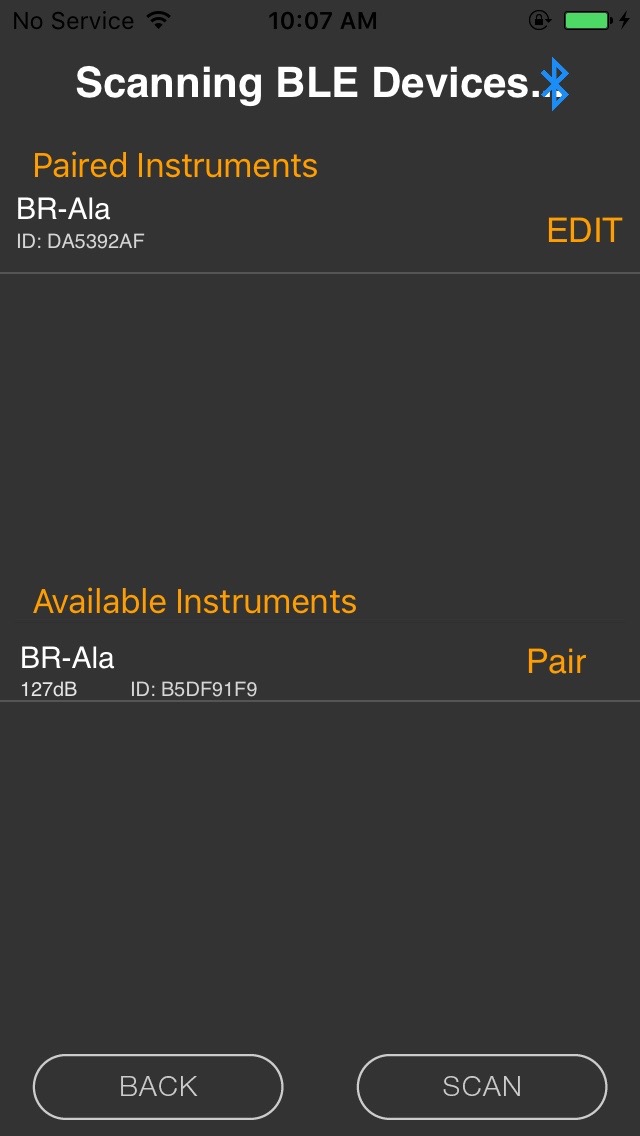 No Service 10:07 AM
Scanning BLE Devices...
Paired Instruments
BR-Ala
EDIT
ID: DA5392AF
Available Instruments
BR-Ala
Pair
127dB ID: B5DF91F9
BACK SCAN